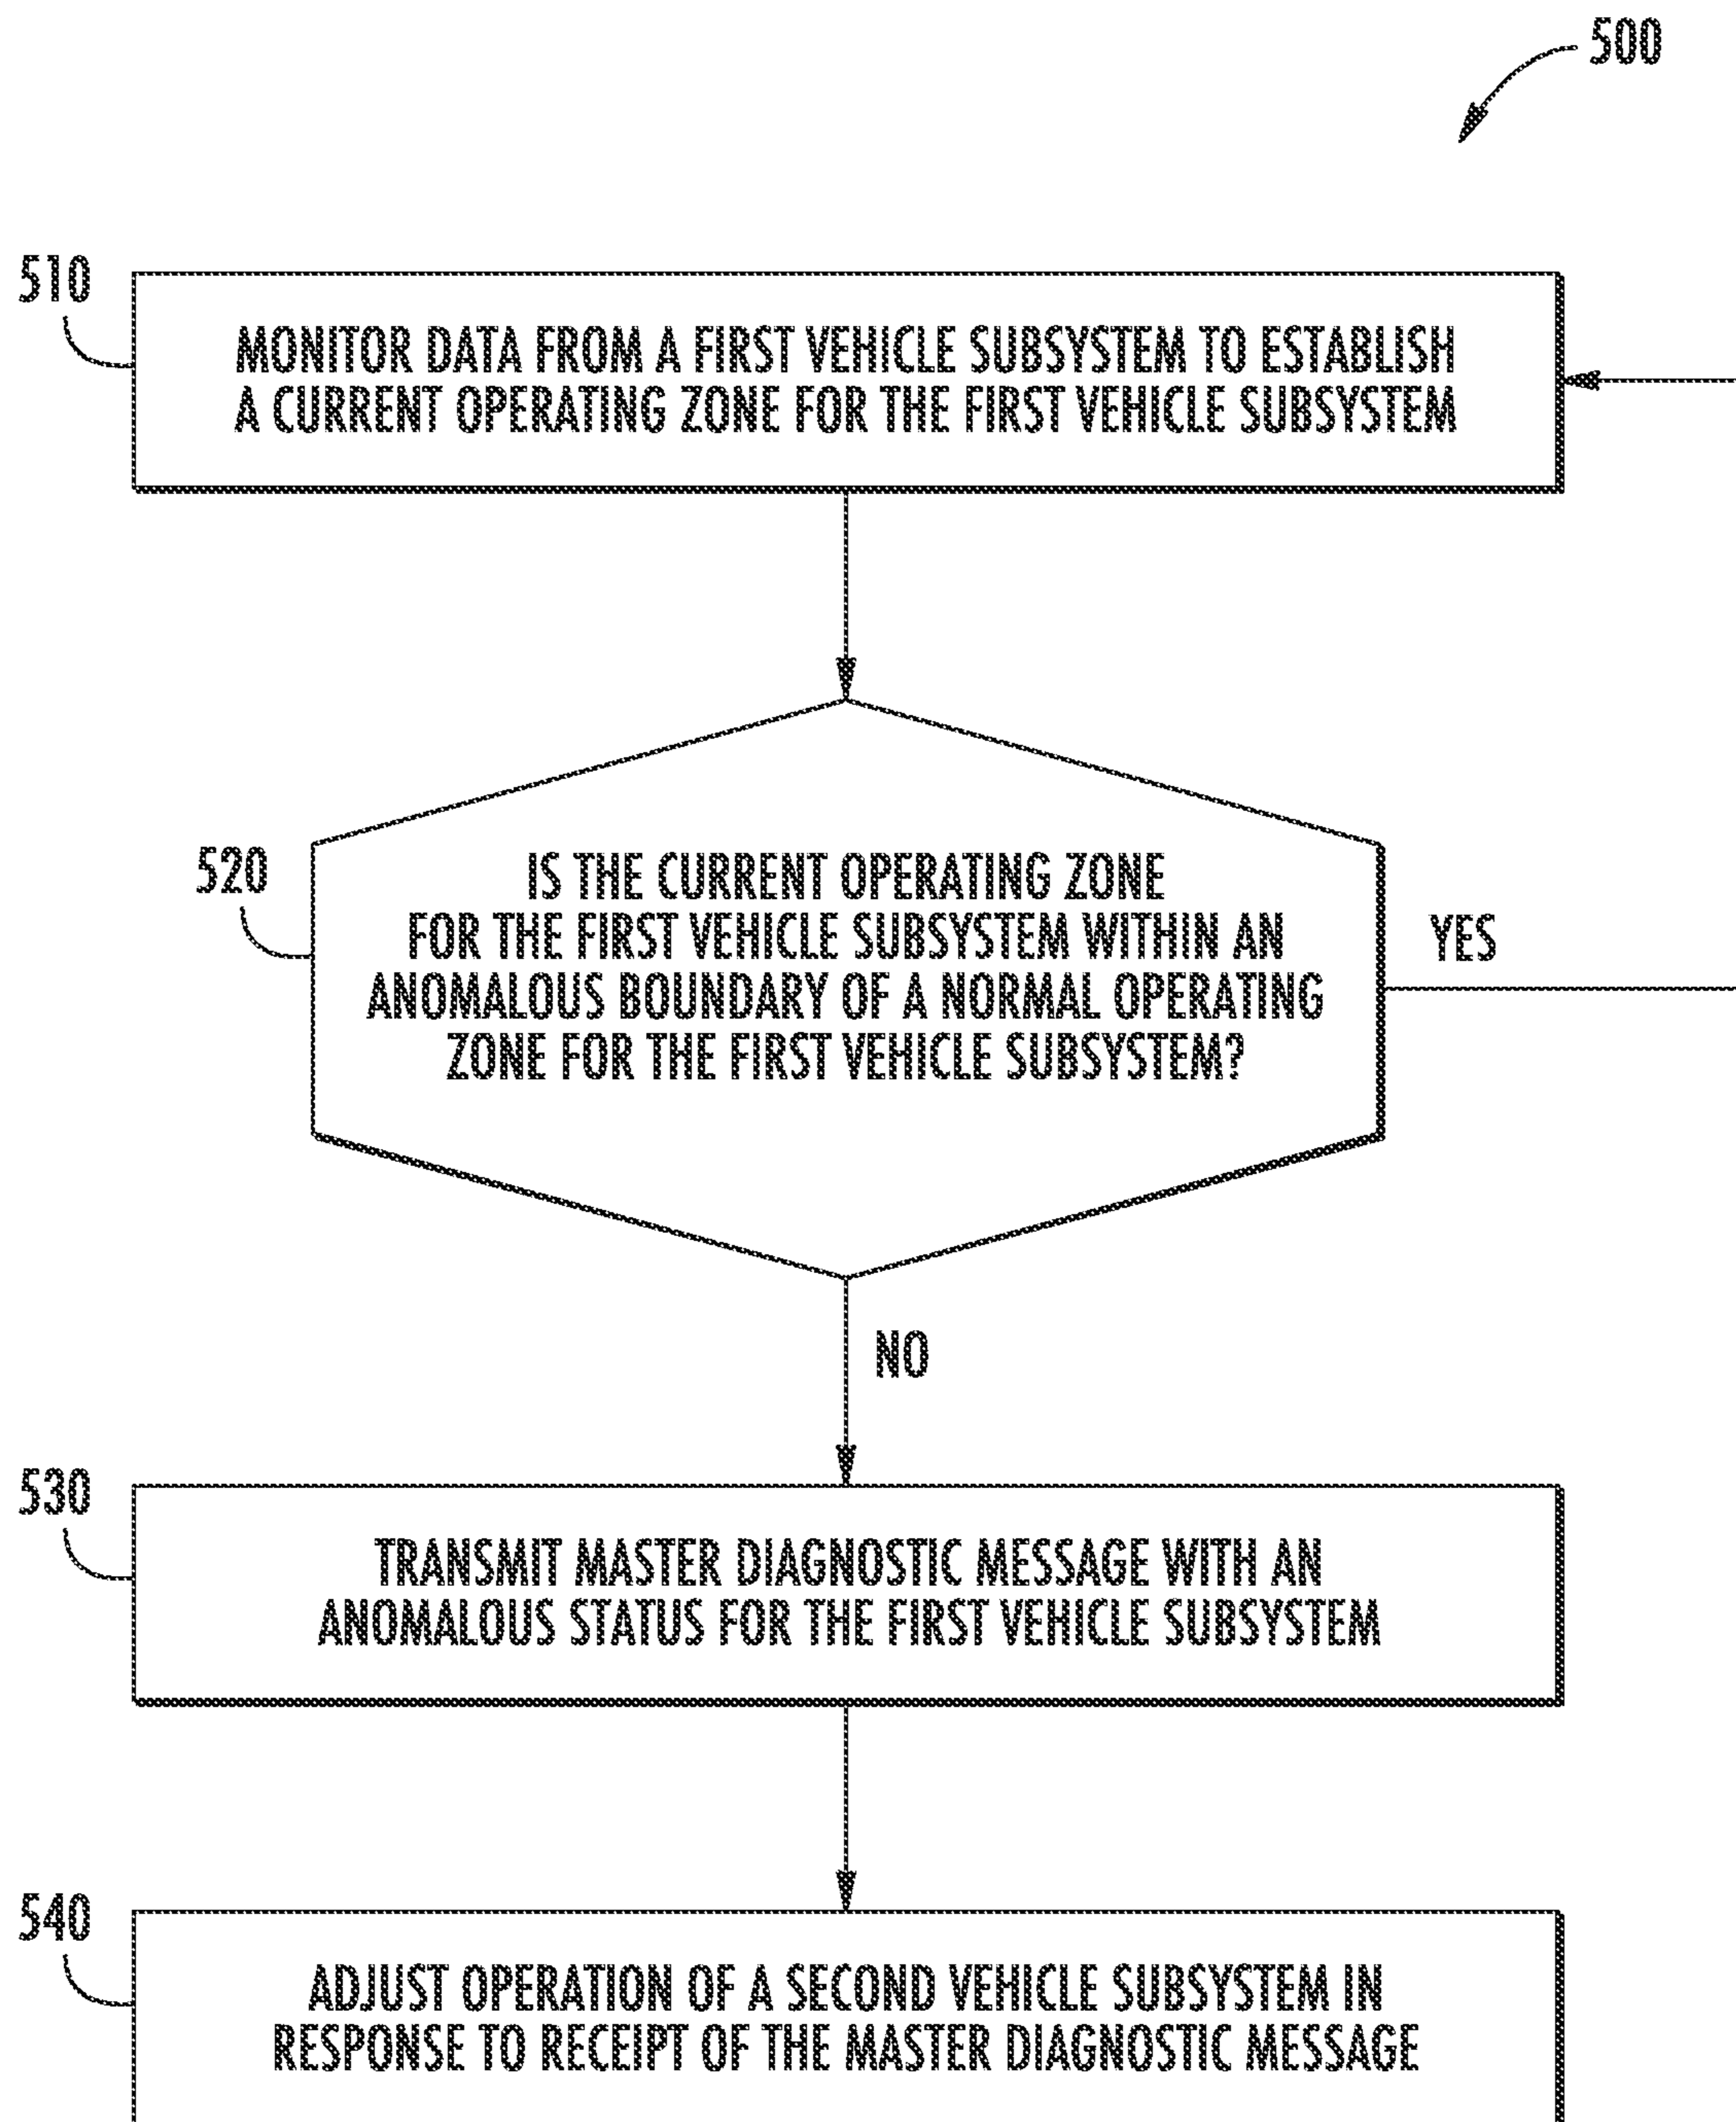 500
510
MONITOR DATA FROM A FIRST VEHICLE SUBSYSTEM TO ESTABLISH
A CURRENT OPERATING ZONE FOR THE FIRST VEHICLE SUBSYSTEM
520
IS THE CURRENT OPERATING ZONE
FOR THE FIRST VEHICLE SUBSYSTEM WITHIN AN
ANOMALOUS BOUNDARY OF A NORMAL OPERATING
ZONE FOR THE FIRST VEHICLE SUBSYSTEM?
YES
NO
530
TRANSMIT MASTER DIAGNOSTIC MESSAGE WITH AN
ANOMALOUS STATUS FOR THE FIRST VEHICLE SUBSYSTEM
540
ADJUST OPERATION OF A SECOND VEHICLE SUBSYSTEM IN
RESPONSE TO RECEIPT OF THE MASTER DIAGNOSTIC MESSAGE